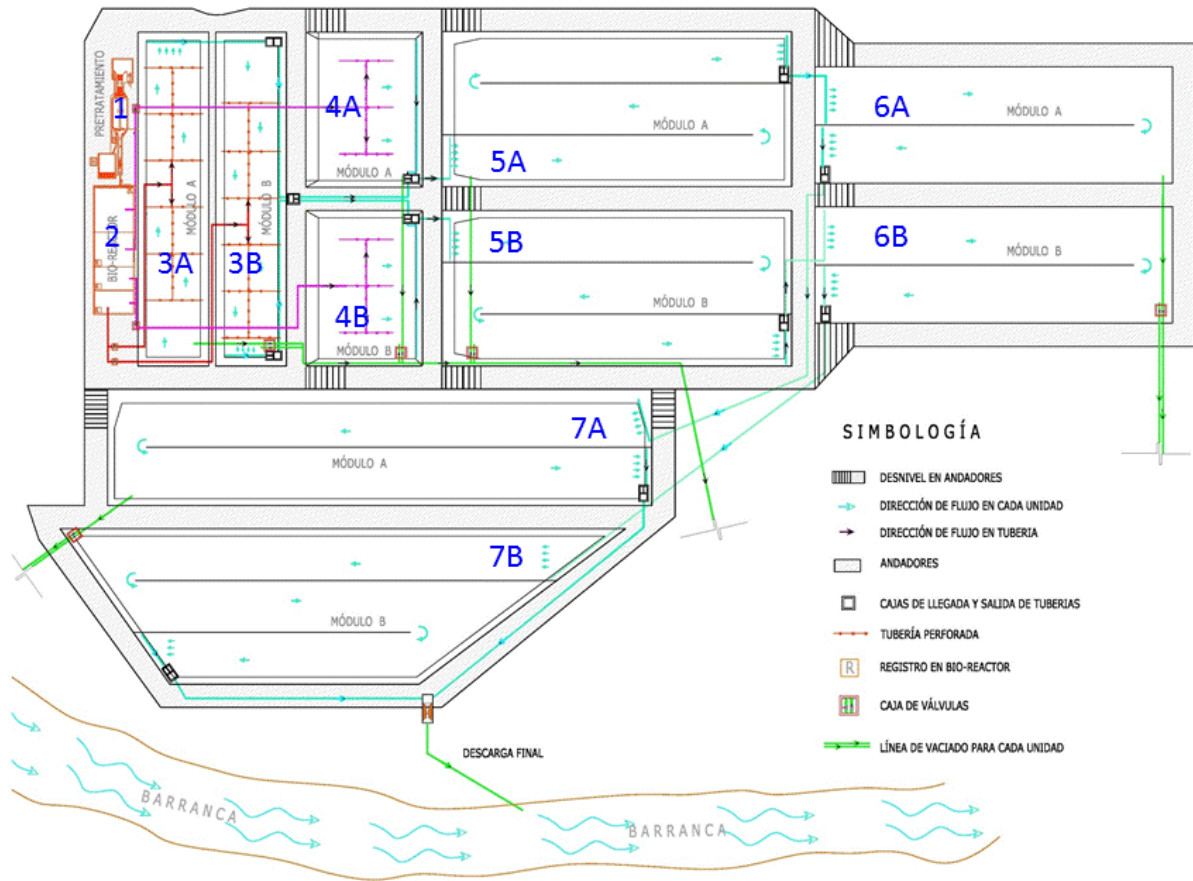 PRETRATAMIENTO
1
BIO-REACTOR
2
3A
MÓDULO A
3B
MÓDULO B
4A
MÓDULO A
4B
MÓDULO B
MÓDULO A
5A
5B
MÓDULO B
6A
MÓDULO A
6B
MÓDULO B
7A
MÓDULO A
7B
MÓDULO B
SIMBOLOGÍA
DESNIVEL EN ANDADORES
DIRECCIÓN DE FLUJO EN CADA UNIDAD
DIRECCIÓN DE FLUJO EN TUBERIA
ANDADORES
CAJAS DE LLEGADA Y SALIDA DE TUBERIAS
TUBERÍA PERFORADA
R
REGISTRO EN BIO-REACTOR
CAJA DE VÁLVULAS
LÍNEA DE VACIADO PARA CADA UNIDAD
DESCARGA FINAL
BARRANCA
BARRANCA